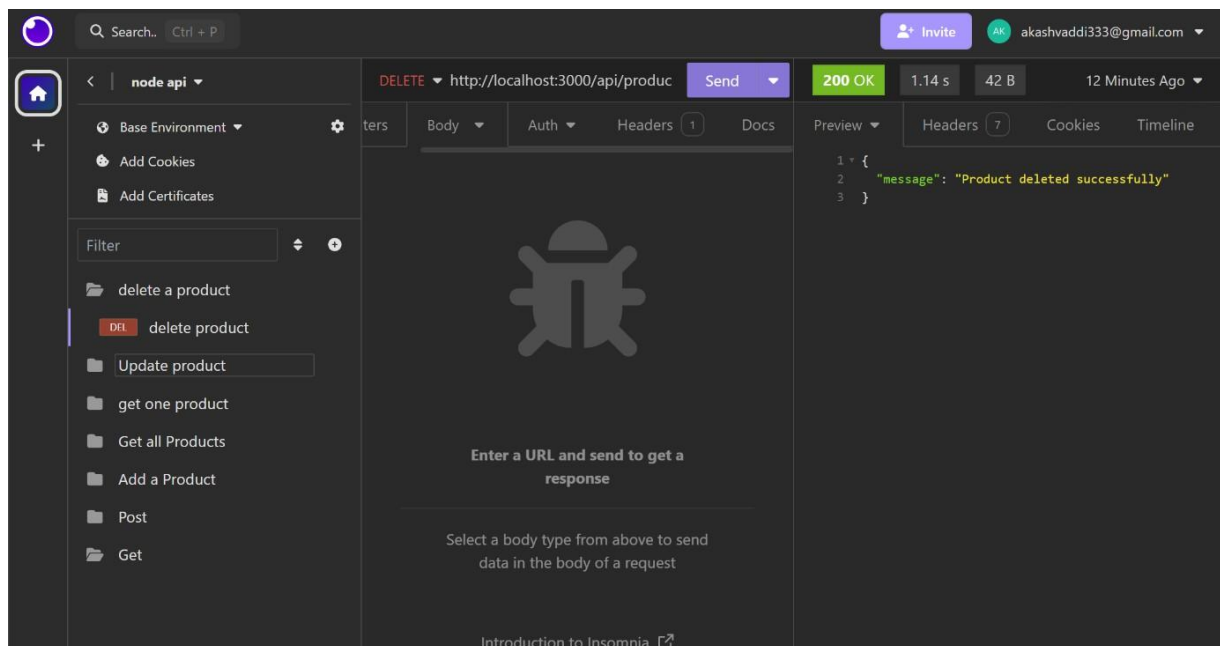 Search.. Ctrl + P
Invite
AK
akashvaddi333@gmail.com
node api
Base Environment
Add Cookies
Add Certificates
Filter
delete a product
DEL delete product
Update product
get one product
Get all Products
Add a Product
Post
Get
DELETE http://localhost:3000/api/produc Send
ters Body Auth Headers 1 Docs
Enter a URL and send to get a
response
Select a body type from above to send
data in the body of a request
Introduction to Insomnia
200 OK 1.14 s 42 B 12 Minutes Ago
Preview Headers 7 Cookies Timeline
1 {
2 "message": "Product deleted successfully"
3 }